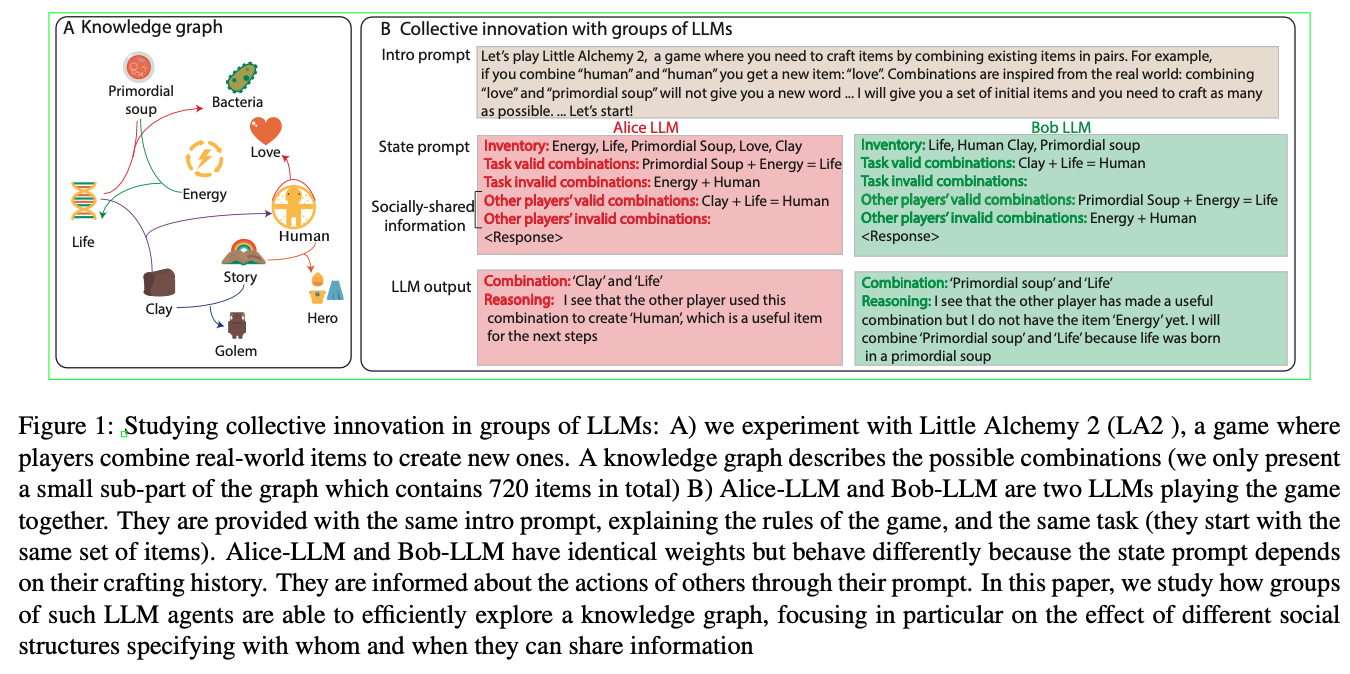 A Knowledge graph
Primordial
soup
Bacteria
Love
Energy
Life
Human
Story
Clay
Hero
Golem
B Collective innovation with groups of LLMs
Intro prompt
Let's play Little Alchemy 2, a game where you need to craft items by combining existing items in pairs. For example,
if you combine "human" and "human" you get a new item: "love". Combinations are inspired from the real world: combining
"love" and "primordial soup" will not give you a new word ... I will give you a set of initial items and you need to craft as many
as possible. ... Let's start!
Alice LLM
Bob LLM
State prompt
Socially-shared
information
Inventory: Energy, Life, Primordial Soup, Love, Clay
Task valid combinations: Primordial Soup + Energy = Life
Task invalid combinations: Energy + Human
Other players' valid combinations: Clay + Life = Human
Other players' invalid combinations:
<Response>
Inventory: Life, Human Clay, Primordial soup
Task valid combinations: Clay + Life = Human
Task invalid combinations:
Other players' valid combinations: Primordial Soup + Energy = Life
Other players' invalid combinations: Energy + Human
<Response>
LLM output
Combination: 'Clay' and 'Life'
Reasoning: I see that the other player used this
combination to create 'Human', which is a useful item
for the next steps
Combination: 'Primordial soup' and 'Life'
Reasoning: I see that the other player has made a useful
combination but I do not have the item 'Energy' yet. I will
combine 'Primordial soup' and 'Life' because life was born
in a primordial soup
Figure 1: Studying collective innovation in groups of LLMs: A) we experiment with Little Alchemy 2 (LA2 ), a game where
players combine real-world items to create new ones. A knowledge graph describes the possible combinations (we only present
a small sub-part of the graph which contains 720 items in total) B) Alice-LLM and Bob-LLM are two LLMs playing the game
together. They are provided with the same intro prompt, explaining the rules of the game, and the same task (they start with the
same set of items). Alice-LLM and Bob-LLM have identical weights but behave differently because the state prompt depends
on their crafting history. They are informed about the actions of others through their prompt. In this paper, we study how groups
of such LLM agents are able to efficiently explore a knowledge graph, focusing in particular on the effect of different social
structures specifying with whom and when they can share information